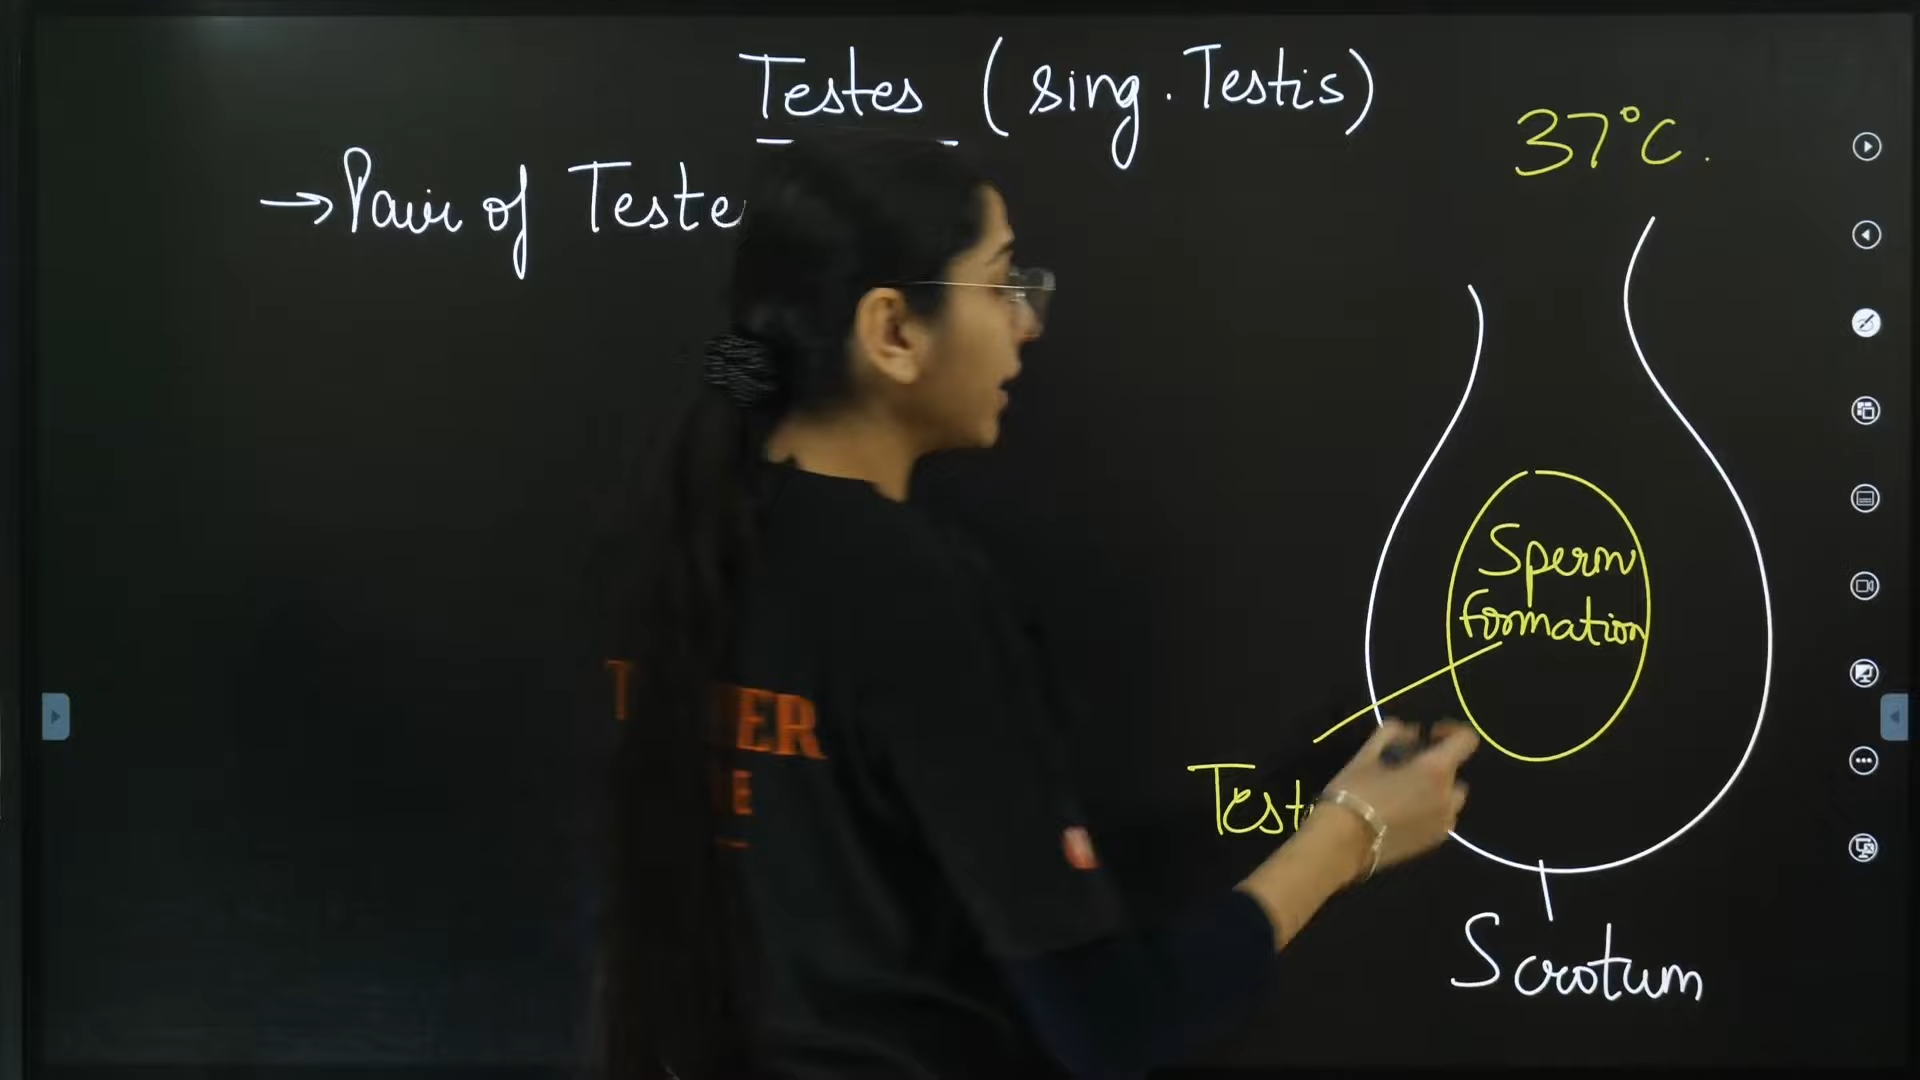 Testes (sing. Testis)
37°C.
→ Pair of Teste
Sperm
formation
Test
Scrotum